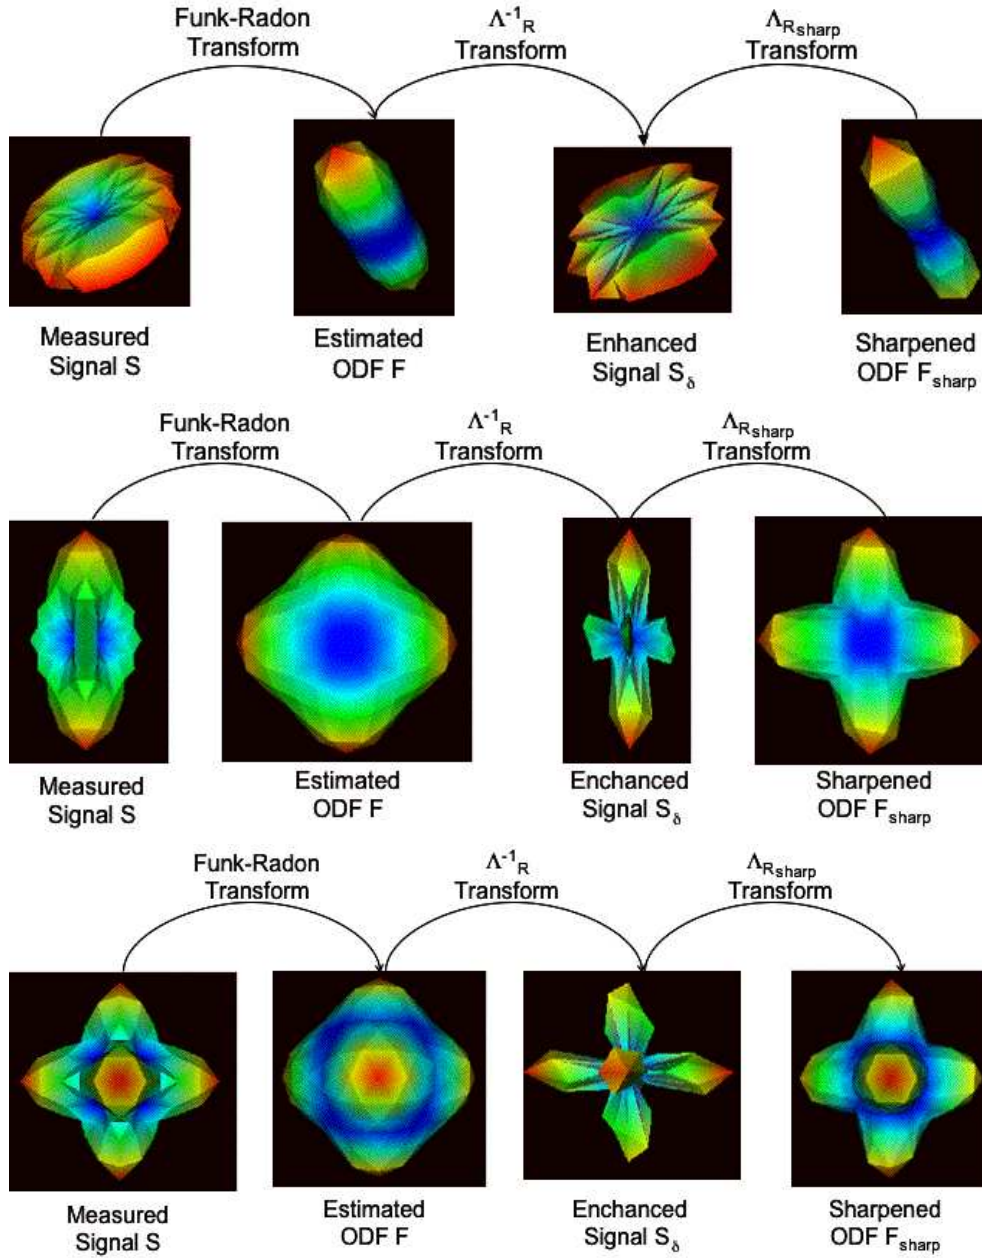 Funk-Radon
Transform
Λ⁻¹R
Transform
ΛRsharp
Transform
Measured
Signal S
Estimated
ODF F
Enhanced
Signal Sδ
Sharpened
ODF Fsharp
Funk-Radon
Transform
Λ⁻¹R
Transform
ΛRsharp
Transform
Measured
Signal S
Estimated
ODF F
Enchanced
Signal Sδ
Sharpened
ODF Fsharp
Funk-Radon
Transform
Λ⁻¹R
Transform
ΛRsharp
Transform
Measured
Signal S
Estimated
ODF F
Enchanced
Signal Sδ
Sharpened
ODF Fsharp